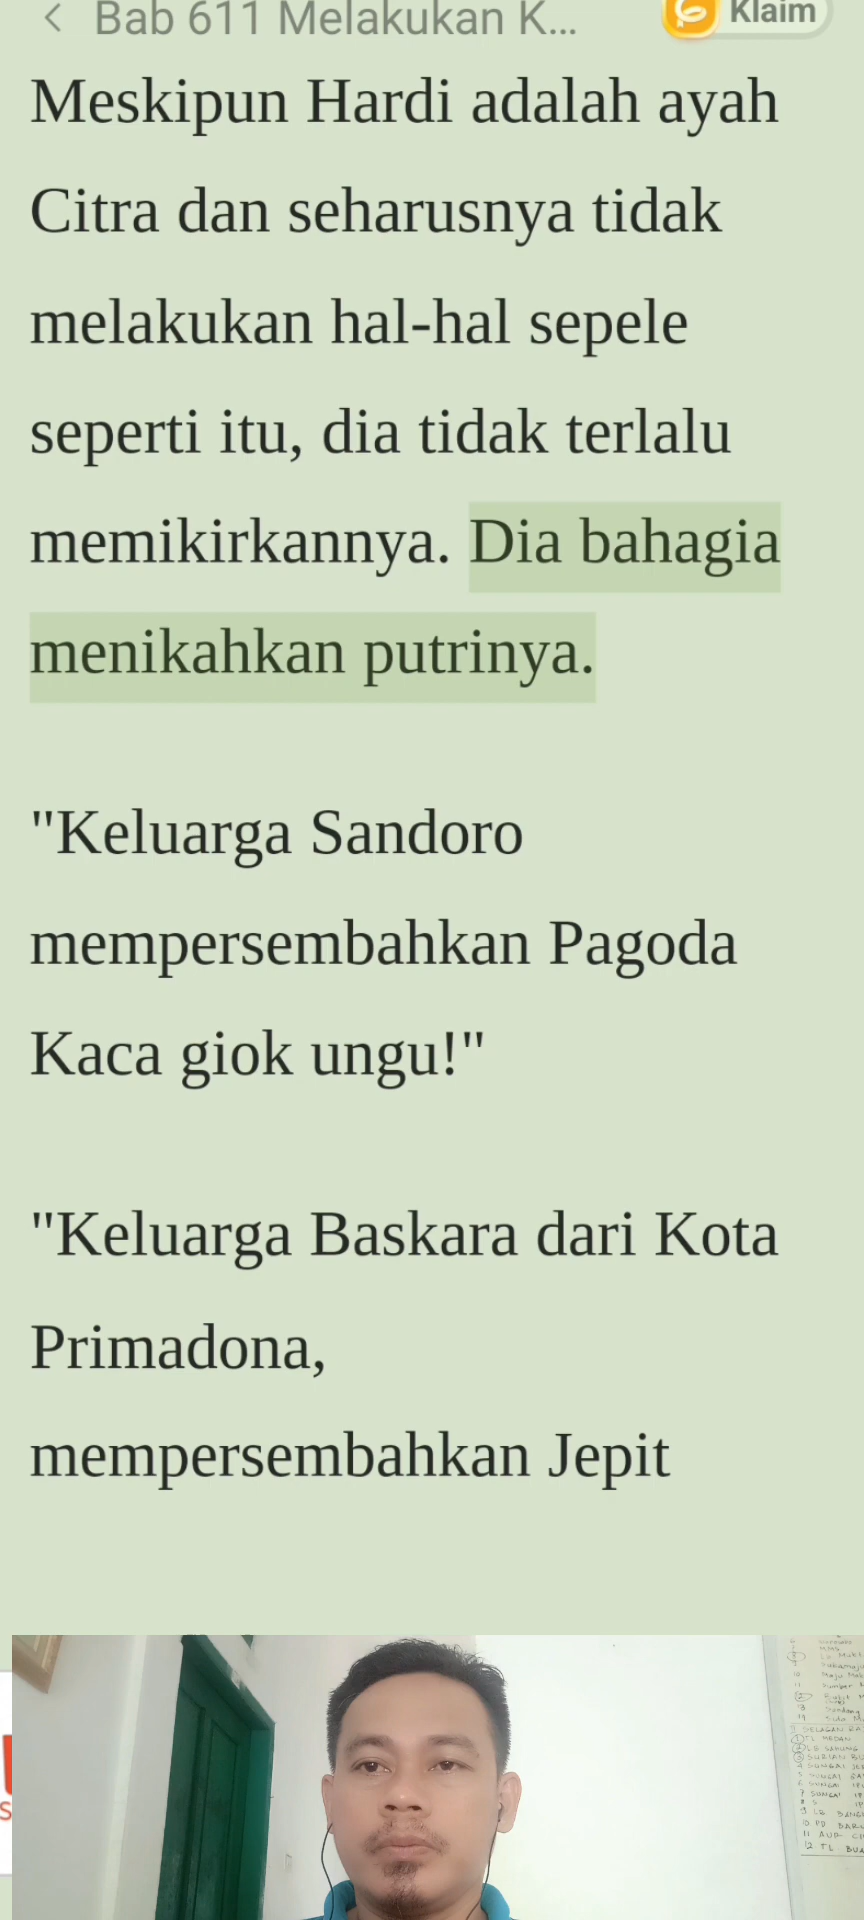 Bab 611 Melakukan K...
Klaim
Meskipun Hardi adalah ayah
Citra dan seharusnya tidak
melakukan hal-hal sepele
seperti itu, dia tidak terlalu
memikirkannya. Dia bahagia
menikahkan putrinya.
"Keluarga Sandoro
mempersembahkan Pagoda
Kaca giok ungu!"
"Keluarga Baskara dari Kota
Primadona,
mempersembahkan Jepit